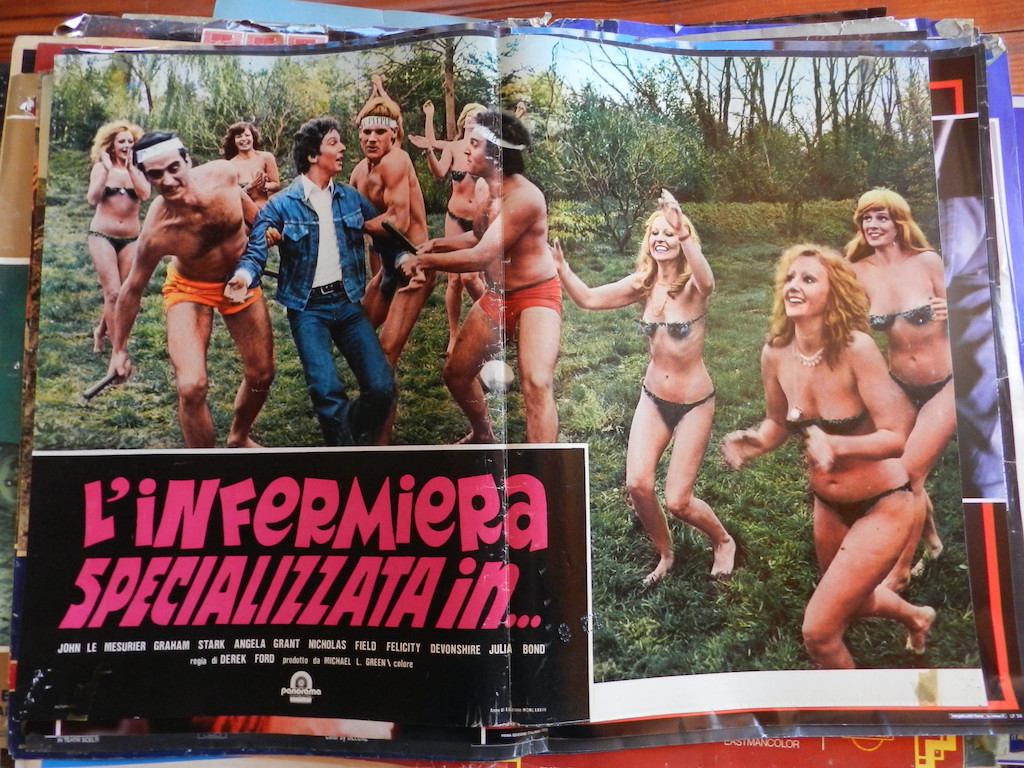 L'iNFERMiERa
SPECIALIZZATA iN...
JOHN LE MESURIER GRAHAM STARK ANGELA GRANT NICHOLAS FIELD FELICITY DEVONSHIRE JULIA BOND
regia di DEREK FORD prodotto da MICHAEL L. GREEN \ colore
panorama
EASTMANCOLOR